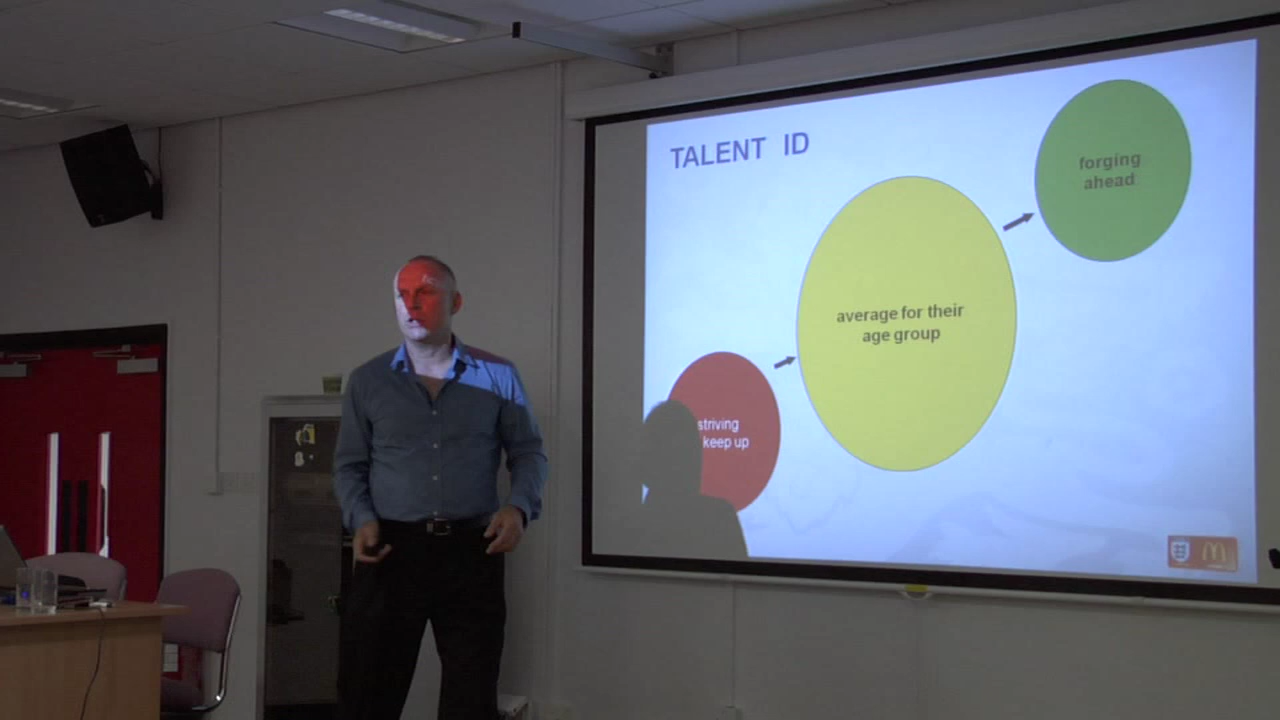 TALENT ID
forging
ahead
average for their
age group
striving
keep up